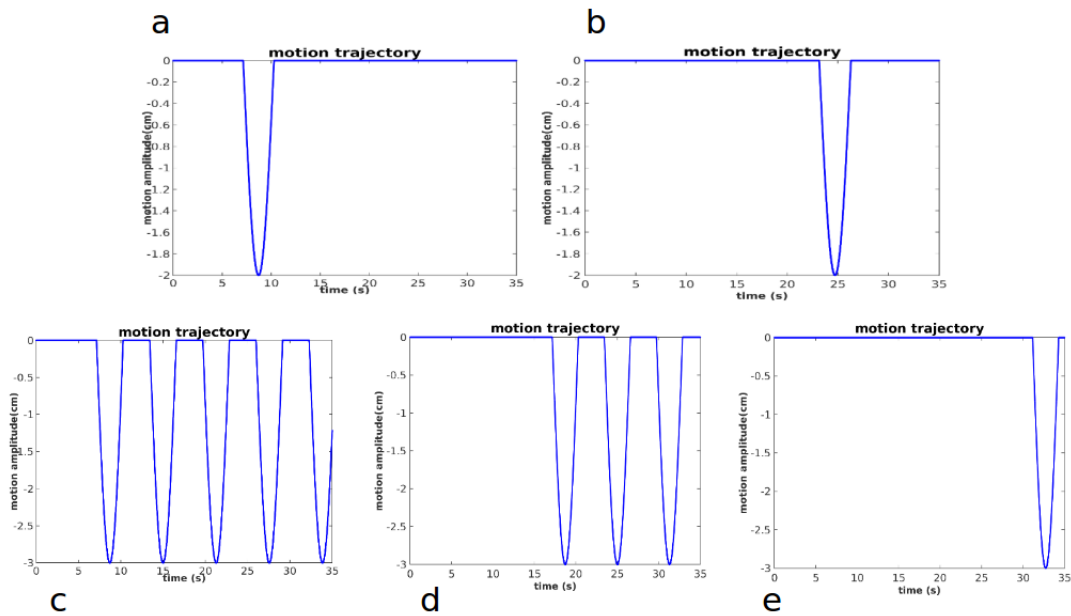 a
motion trajectory
motion amplitude(cm)
0
-0.2
-0.4
-0.6
-0.8
-1
-1.2
-1.4
-1.6
-1.8
-2
0 5 10 15 20 25 30 35
time (s)
b
motion trajectory
motion amplitude(cm)
0
-0.2
-0.4
-0.6
-0.8
-1
-1.2
-1.4
-1.6
-1.8
-2
0 5 10 15 20 25 30 35
time (s)
motion trajectory
motion amplitude(cm)
0
-0.5
-1
-1.5
-2
-2.5
-3
0 5 10 15 20 25 30 35
time (s)
c
motion trajectory
motion amplitude(cm)
0
-0.5
-1
-1.5
-2
-2.5
-3
0 5 10 15 20 25 30 35
time (s)
d
motion trajectory
motion amplitude(cm)
0
-0.5
-1
-1.5
-2
-2.5
-3
0 5 10 15 20 25 30 35
time (s)
e